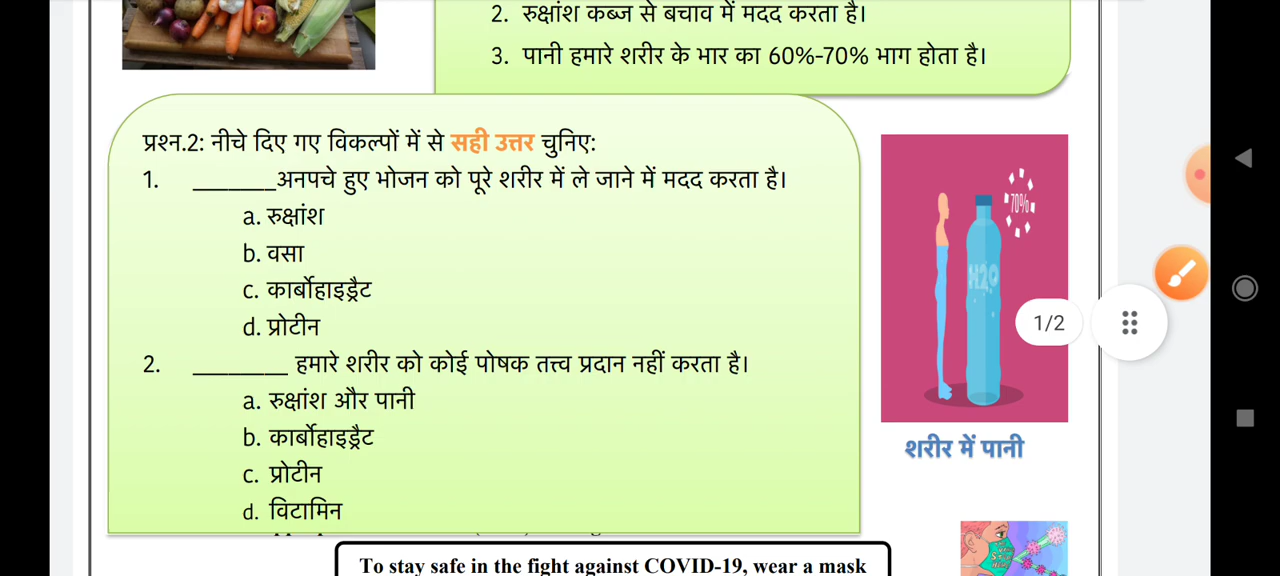 2. रुक्षांश कब्ज से बचाव में मदद करता है।
3. पानी हमारे शरीर के भार का 60%-70% भाग होता है।
प्रश्न.2: नीचे दिए गए विकल्पों में से सही उत्तर चुनिए:
1. _______अनपचे हुए भोजन को पूरे शरीर में ले जाने में मदद करता है।
a. रुक्षांश
b. वसा
c. कार्बोहाइड्रैट
d. प्रोटीन
2. ________ हमारे शरीर को कोई पोषक तत्त्व प्रदान नहीं करता है।
a. रुक्षांश और पानी
b. कार्बोहाइड्रैट
c. प्रोटीन
d. विटामिन
70%
H2O
1/2
शरीर में पानी
To stay safe in the fight against COVID-19, wear a mask